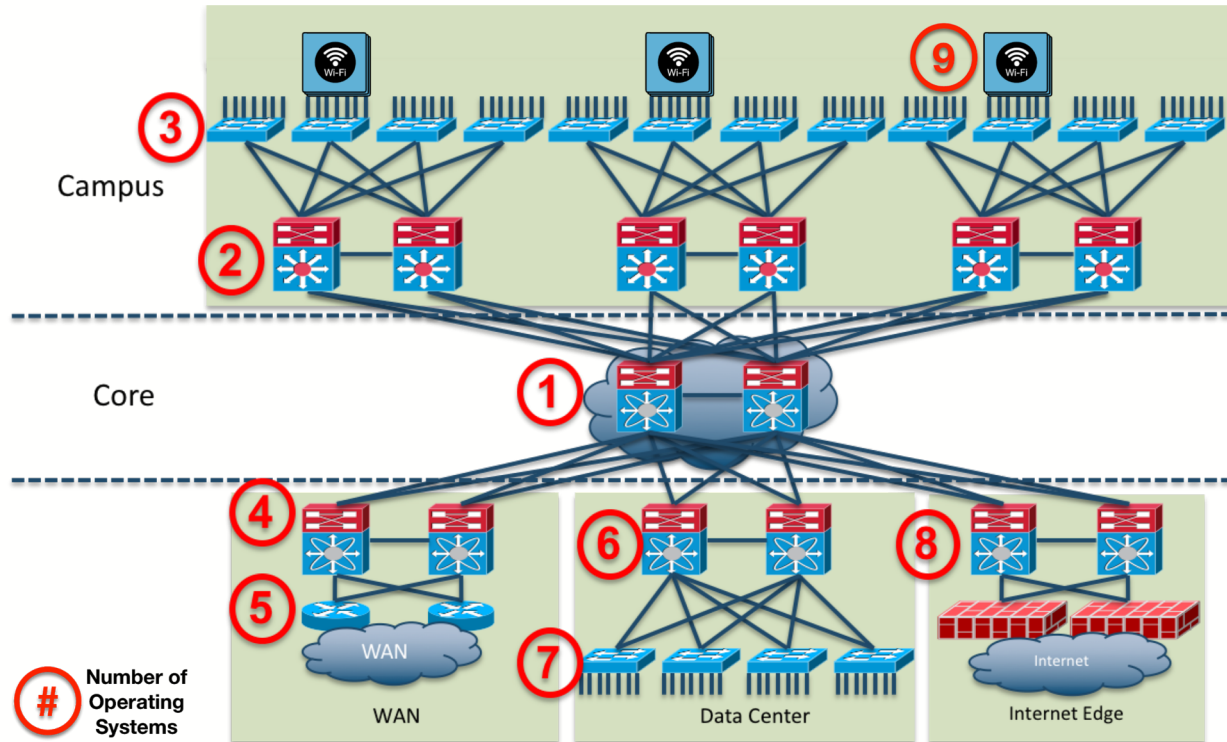 Wi-Fi
Wi-Fi
9
Wi-Fi
3
Campus
2
1
Core
4
6
8
5
WAN
7
Internet
#
Number of
Operating
Systems
WAN
Data Center
Internet Edge